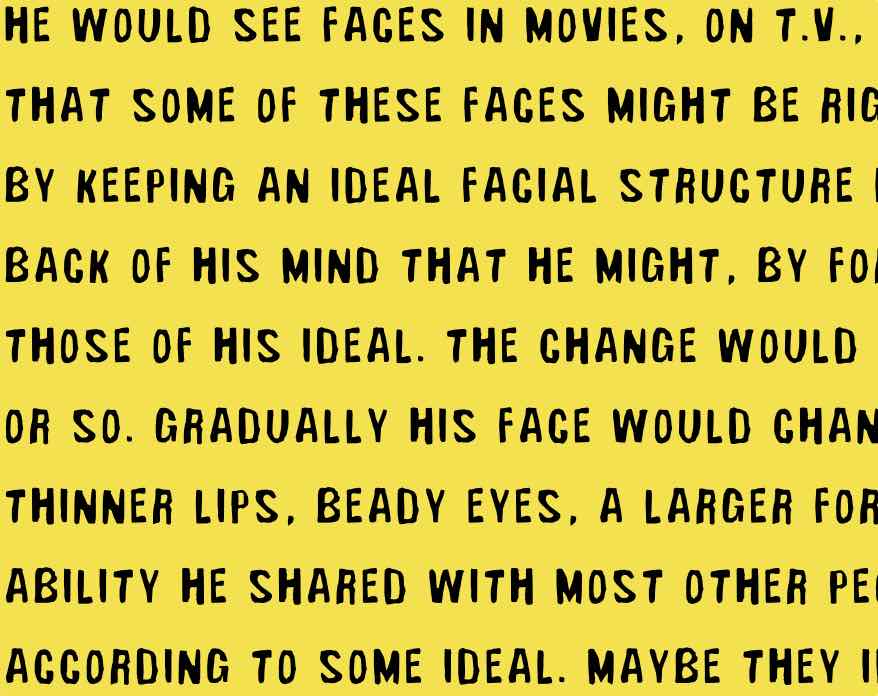 HE WOULD SEE FACES IN MOVIES, ON T.V.,
THAT SOME OF THESE FACES MIGHT BE
BY KEEPING AN IDEAL FACIAL STRUCTURE
BACK OF HIS MIND THAT HE MIGHT, BY
THOSE OF HIS IDEAL. THE CHANGE WOULD
OR SO. GRADUALLY HIS FACE WOULD
THINNER LIPS, BEADY EYES, A LARGER
ABILITY HE SHARED WITH MOST OTHER
ACCORDING TO SOME IDEAL. MAYBE THEY